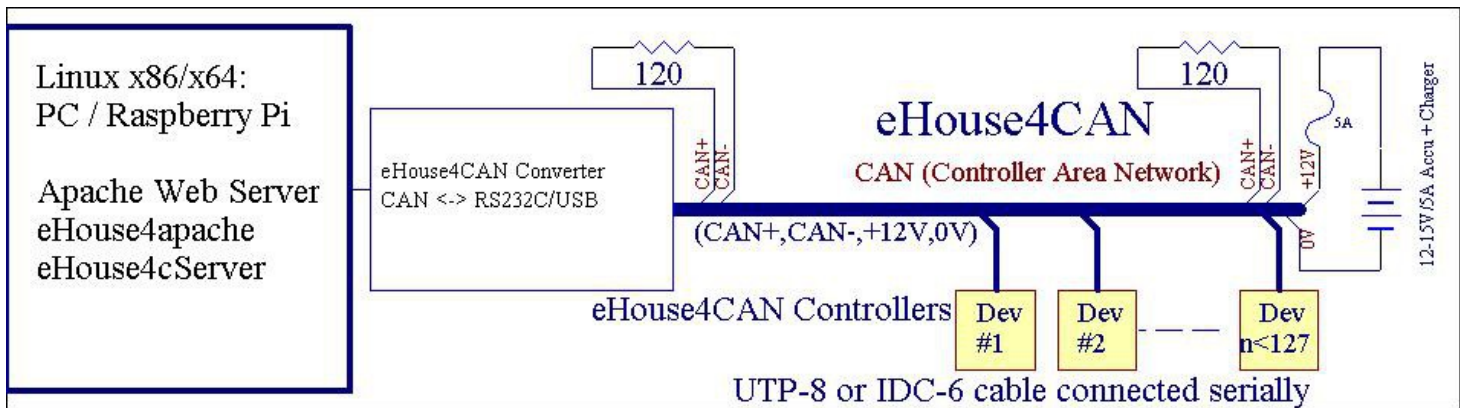 Linux x86/x64:
PC / Raspberry Pi
Apache Web Server
eHouse4apache
eHouse4cServer
eHouse4CAN Converter
CAN <-> RS232C/USB
120
CAN+
CAN-
(CAN+,CAN-,+12V,0V)
eHouse4CAN
CAN (Controller Area Network)
120
CAN+
CAN-
+12V
0V
5A
12-15V/5A Accu + Charger
eHouse4CAN Controllers
Dev
#1
Dev
#2
Dev
n<127
UTP-8 or IDC-6 cable connected serially